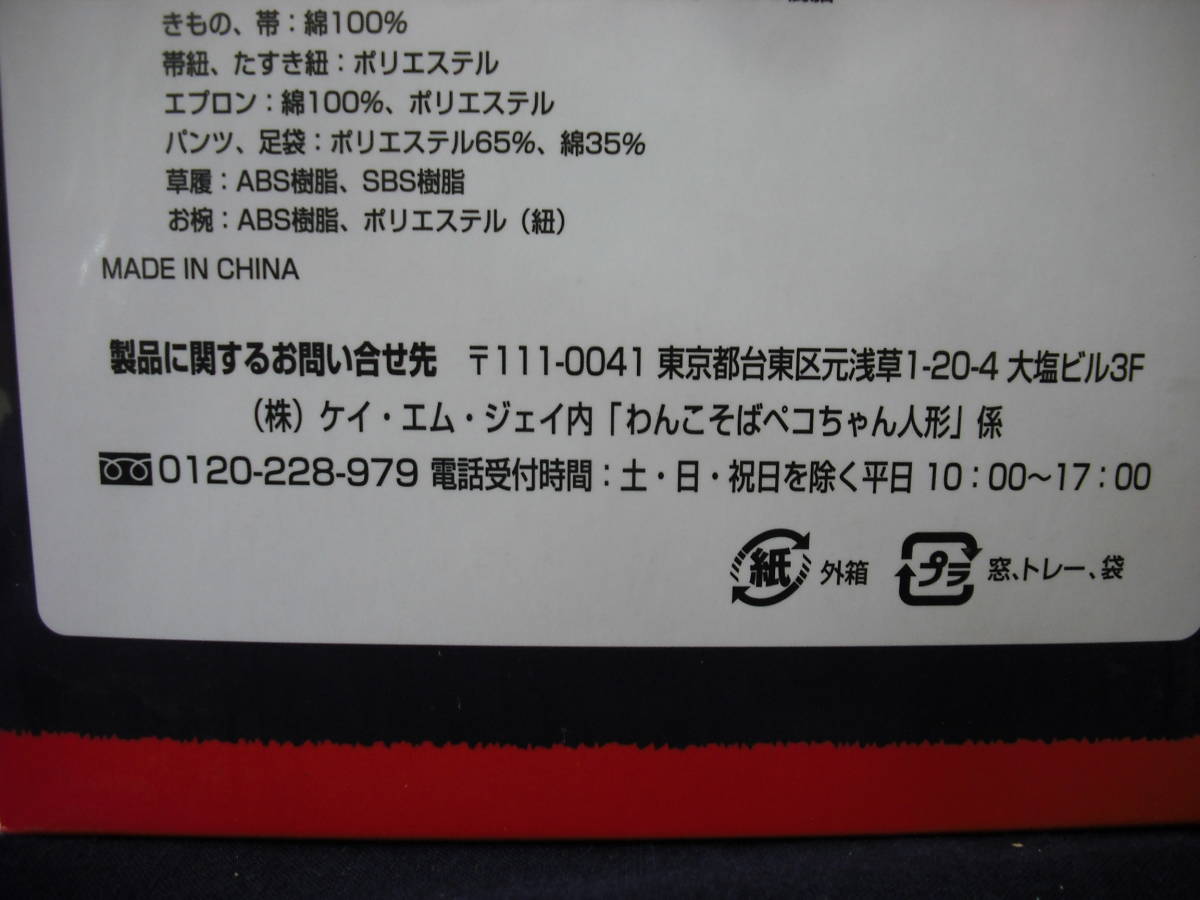 きもの、帯：綿100%
帯紐、たすき紐：ポリエステル
エプロン：綿100%、ポリエステル
パンツ、足袋：ポリエステル65%、綿35%
草履：ABS樹脂、SBS樹脂
お椀：ABS樹脂、ポリエステル（紐）
MADE IN CHINA
製品に関するお問い合せ先 〒111-0041 東京都台東区元浅草1-20-4 大塩ビル3F
（株）ケイ・エム・ジェイ内「わんこそばペコちゃん人形」係
0120-228-979 電話受付時間：土・日・祝日を除く平日 10：00〜17：00
紙 外箱 プラ 窓、トレー、袋